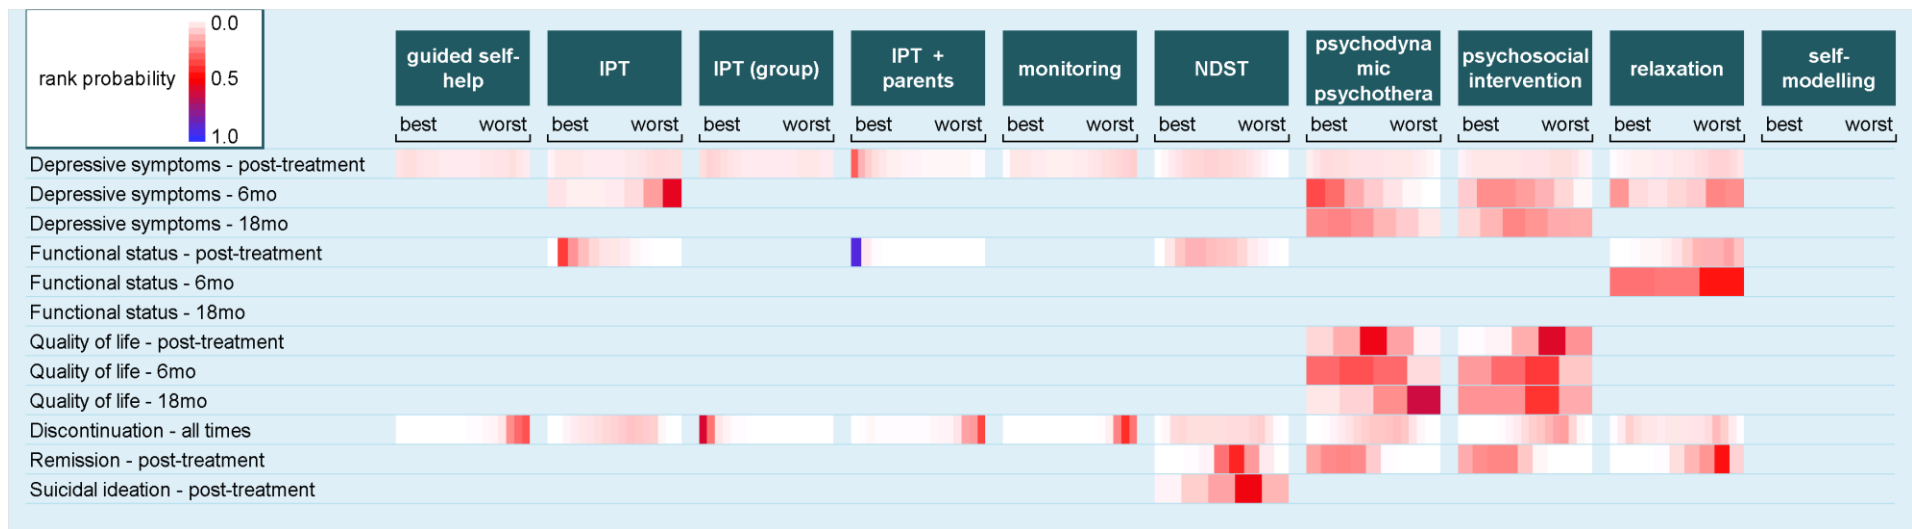 rank probability
0.0
0.5
1.0
guided self-
help
IPT
IPT (group)
IPT +
parents
monitoring
NDST
psychodyna
mic
psychothera
psychosocial
intervention
relaxation
self-
modelling
best worst best worst best worst best worst best worst best worst best worst best worst best worst best worst
Depressive symptoms - post-treatment
Depressive symptoms - 6mo
Depressive symptoms - 18mo
Functional status - post-treatment
Functional status - 6mo
Functional status - 18mo
Quality of life - post-treatment
Quality of life - 6mo
Quality of life - 18mo
Discontinuation - all times
Remission - post-treatment
Suicidal ideation - post-treatment